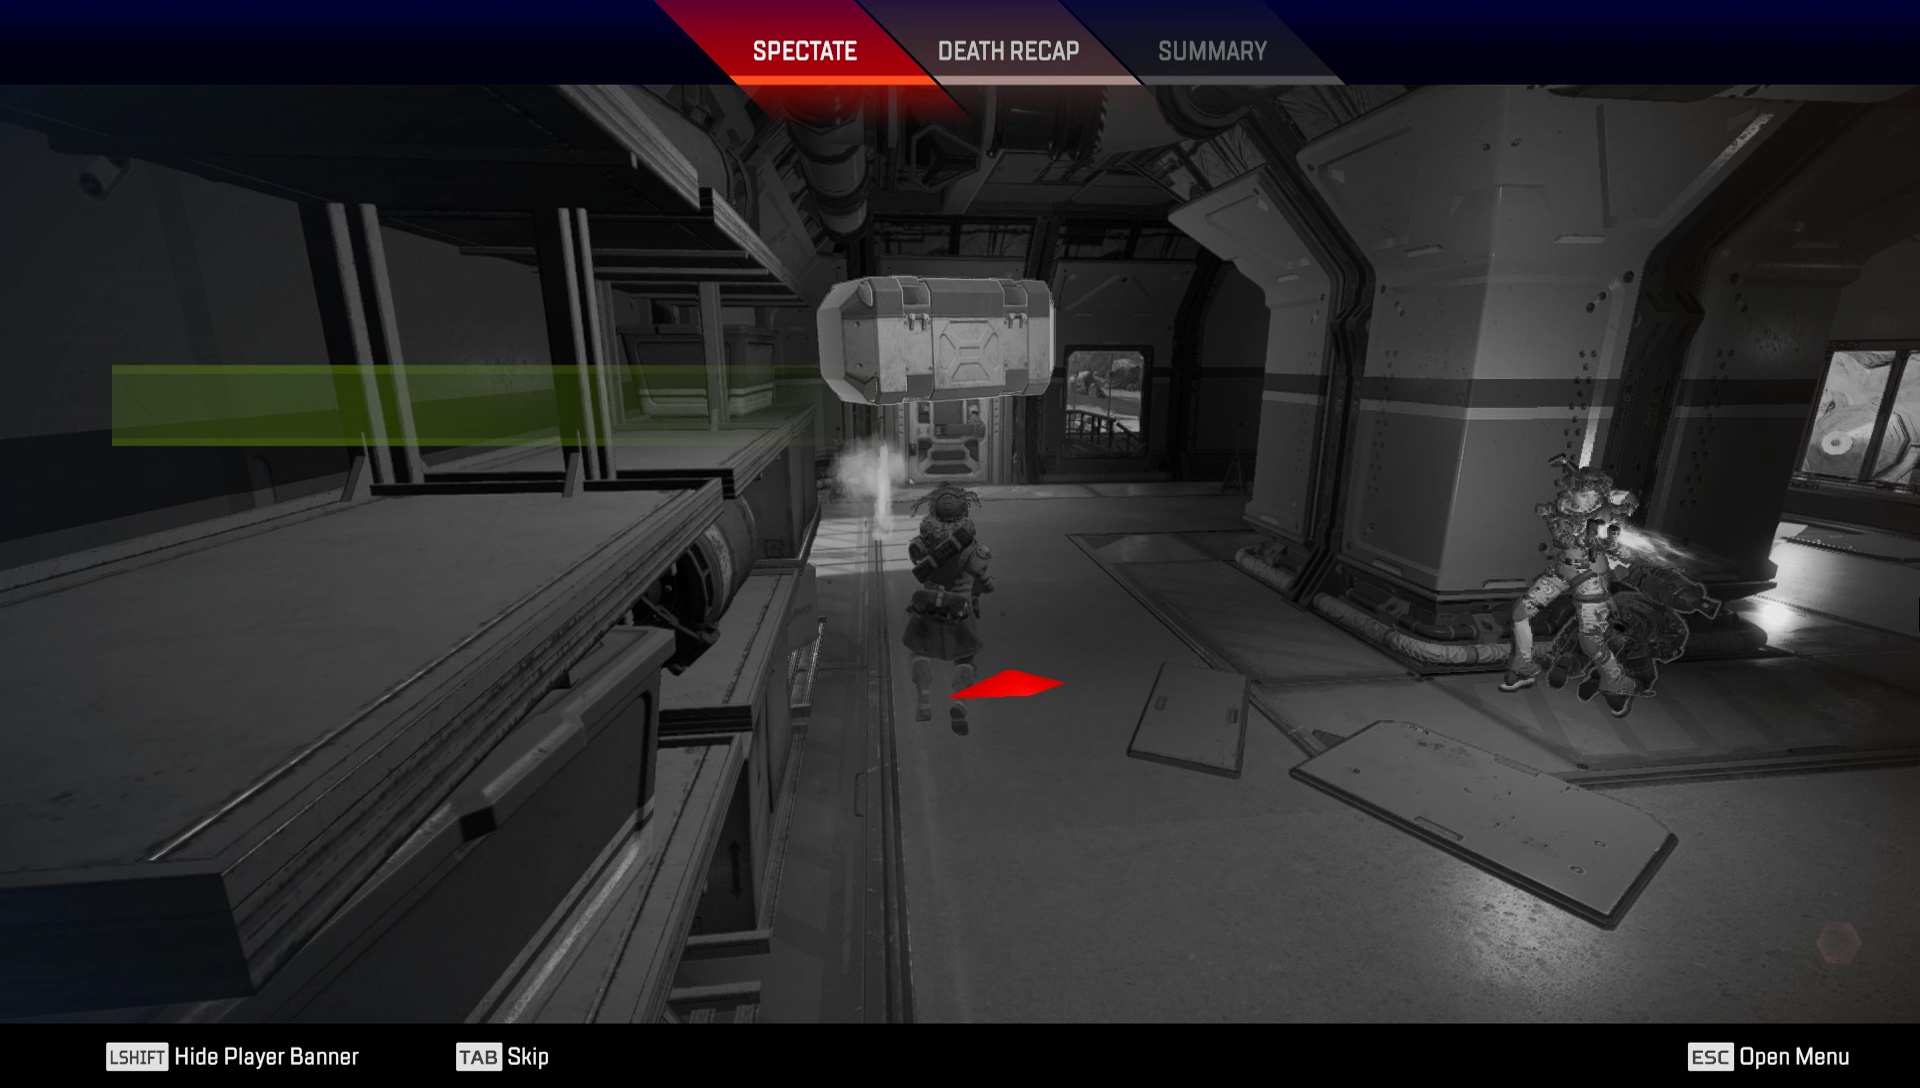 SPECTATE
DEATH RECAP
SUMMARY
LSHIFT Hide Player Banner
TAB Skip
ESC Open Menu